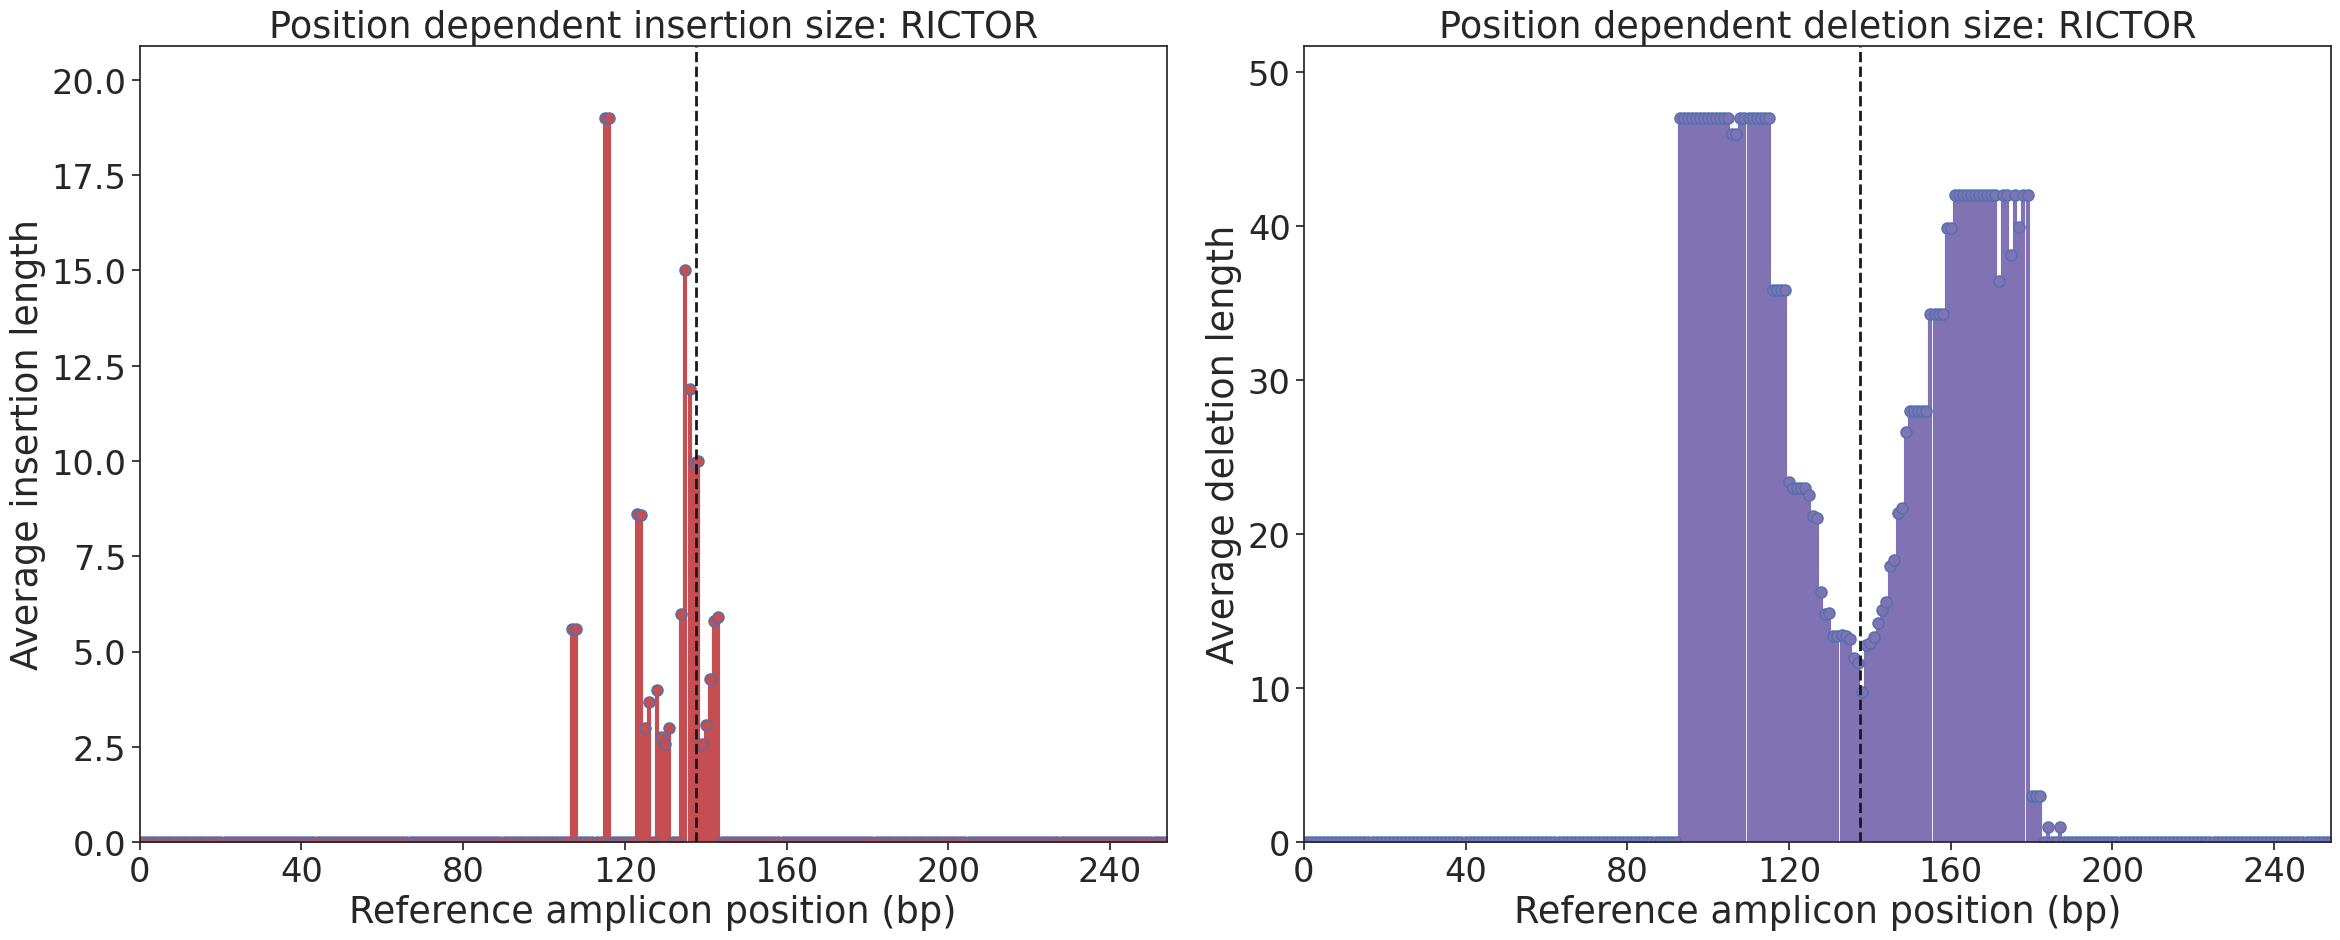 Position dependent insertion size: RICTOR
Average insertion length
20.0
17.5
15.0
12.5
10.0
7.5
5.0
2.5
0.0
0 40 80 120 160 200 240
Reference amplicon position (bp)
Position dependent deletion size: RICTOR
Average deletion length
50
40
30
20
10
0
0 40 80 120 160 200 240
Reference amplicon position (bp)